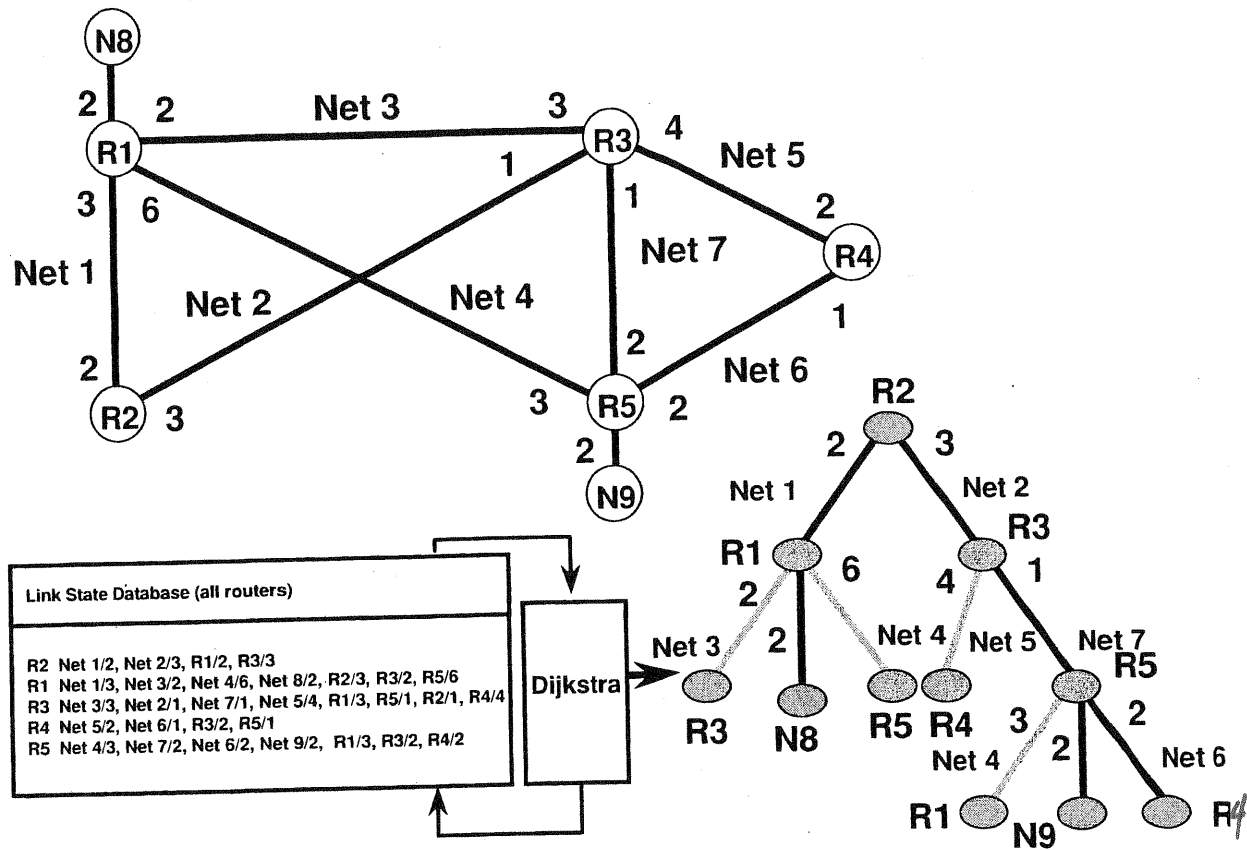 N8
2
2
Net 3
3
4
R1
R3
Net 5
1
3
6
1
2
Net 7
R4
Net 1
Net 2
Net 4
1
2
2
Net 6
R2
3
3
R5
2
2
N9
R2
2
3
Net 1
Net 2
R1
R3
2
6
4
1
Net 3
2
Net 4
Net 5
Net 7
R5
R3
N8
R5
R4
3
2
Net 4
2
Net 6
R1
N9
R4
Link State Database (all routers)
R2 Net 1/2, Net 2/3, R1/2, R3/3
R1 Net 1/3, Net 3/2, Net 4/6, Net 8/2, R2/3, R3/2, R5/6
R3 Net 3/3, Net 2/1, Net 7/1, Net 5/4, R1/3, R5/1, R2/1, R4/4
R4 Net 5/2, Net 6/1, R3/2, R5/1
R5 Net 4/3, Net 7/2, Net 6/2, Net 9/2, R1/3, R3/2, R4/2
Dijkstra